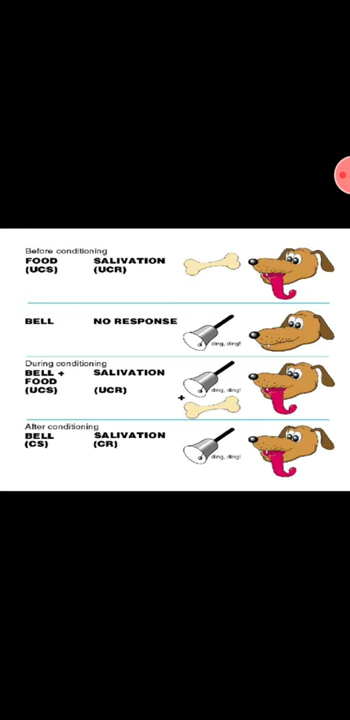 Before conditioning
FOOD SALIVATION
(UCS) (UCR)
BELL NO RESPONSE
ding, ding!
During conditioning
BELL + SALIVATION
FOOD
(UCS) (UCR)
ding, ding!
+
After conditioning
BELL SALIVATION
(CS) (CR)
ding, ding!